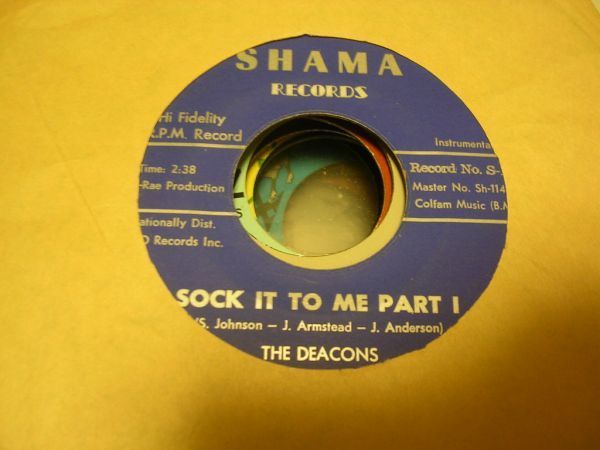 SHAMA
RECORDS
Hi Fidelity
R.P.M. Record
Time: 2:38
-Rae Production
ationally Dist.
D Records Inc.
Instrumenta
Record No. S-
Master No. Sh-114
Colfam Music (B.M
SOCK IT TO ME PART I
(S. Johnson – J. Armstead – J. Anderson)
THE DEACONS